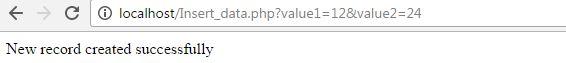 localhost/Insert_data.php?value1=12&value2=24
New record created successfully